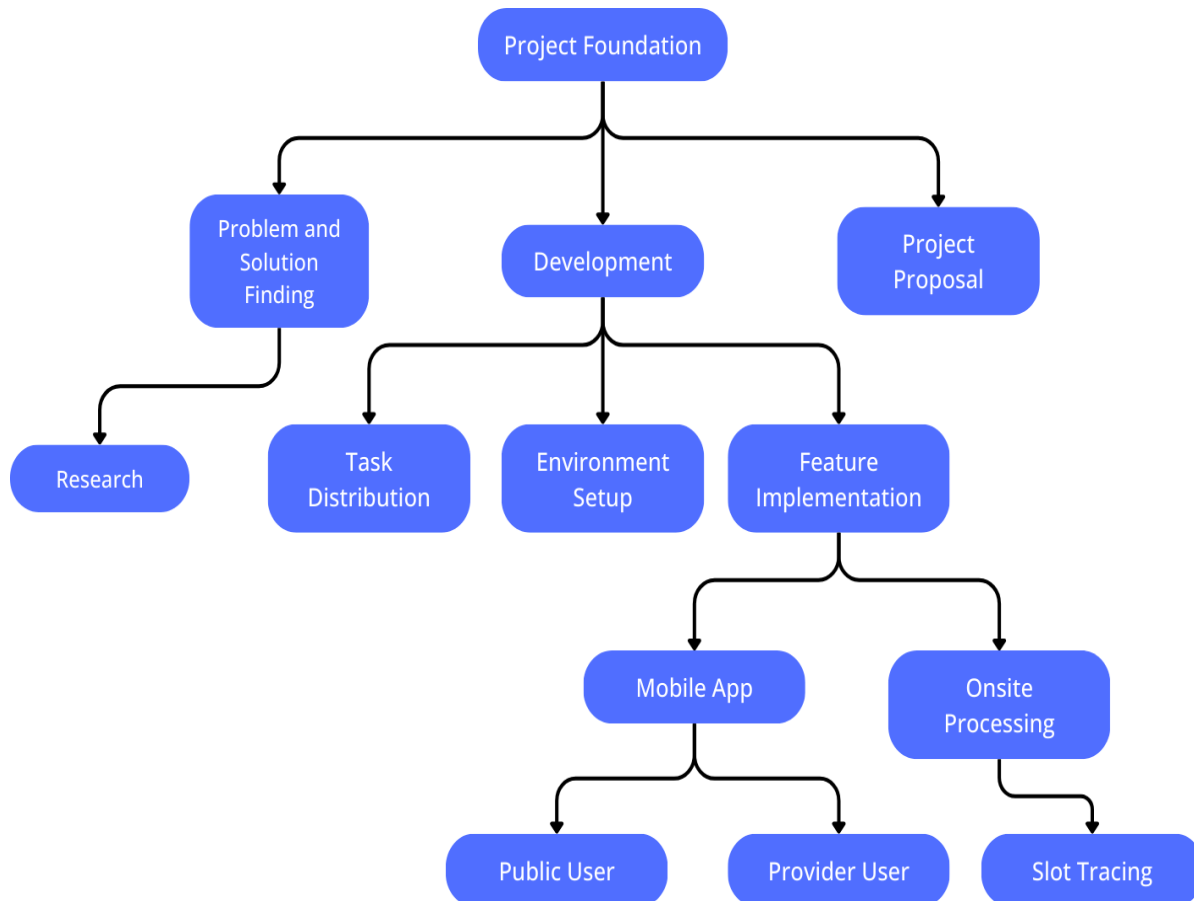 Project Foundation
Problem and
Solution
Finding
Development
Project
Proposal
Research
Task
Distribution
Environment
Setup
Feature
Implementation
Mobile App
Onsite
Processing
Public User
Provider User
Slot Tracing